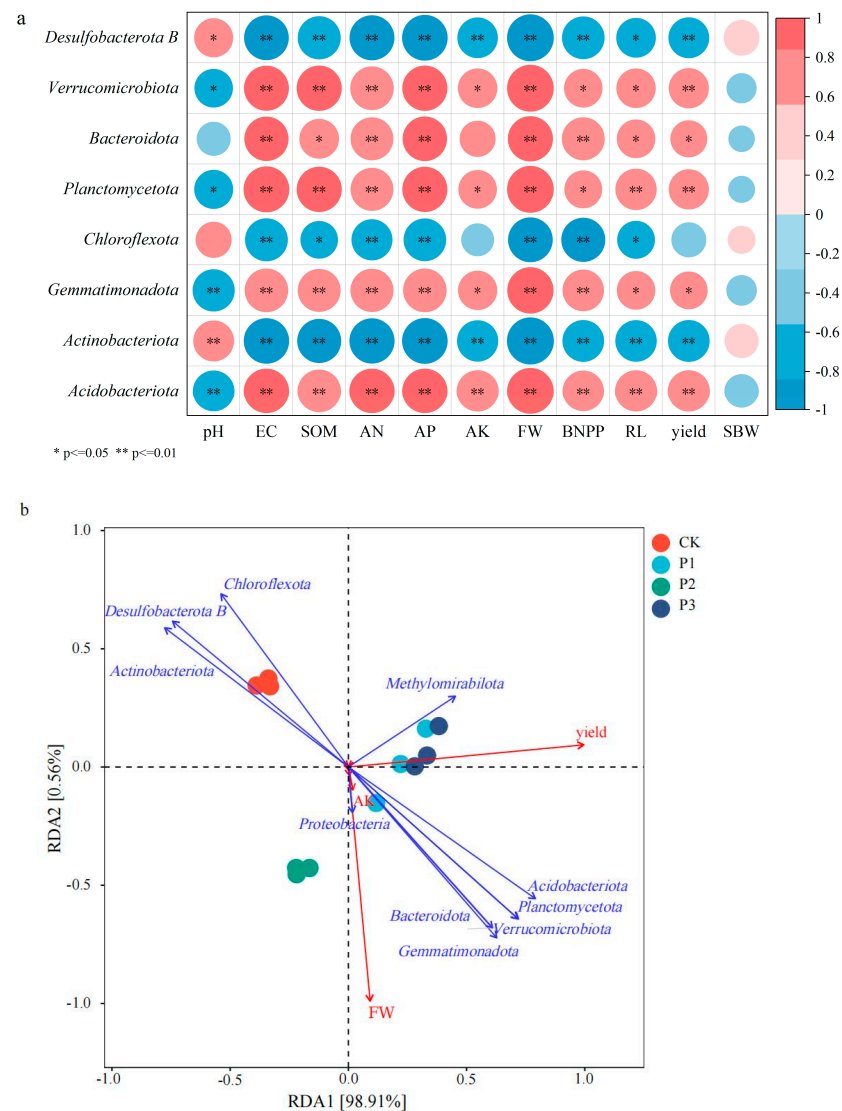 a
Desulfobacterota B * ** ** ** ** ** ** ** * **
1
0.8
Verrucomicrobiota * ** ** ** ** * ** * * **
0.6
Bacteroidota ** * ** ** ** ** * *
0.4
0.2
Planctomycetota * ** ** ** ** * ** * ** **
0
Chloroflexota ** * ** ** ** ** *
-0.2
Gemmatimonadota ** ** ** ** ** * ** ** * *
-0.4
Actinobacteriota ** ** ** ** ** ** ** ** ** **
-0.6
-0.8
Acidobacteriota ** ** ** ** ** ** ** ** ** **
-1
pH EC SOM AN AP AK FW BNPP RL yield SBW
* p<=0.05 ** p<=0.01
b
1.0
CK
P1
P2
P3
Chloroflexota
Desulfobacterota B
0.5
Actinobacteriota
Methylomirabilota
yield
0.0
AK
Proteobacteria
RDA2 [0.56%]
-0.5
Acidobacteriota
Planctomycetota
Bacteroidota
Verrucomicrobiota
Gemmatimonadota
-1.0
FW
-1.0 -0.5 0.0 0.5 1.0
RDA1 [98.91%]